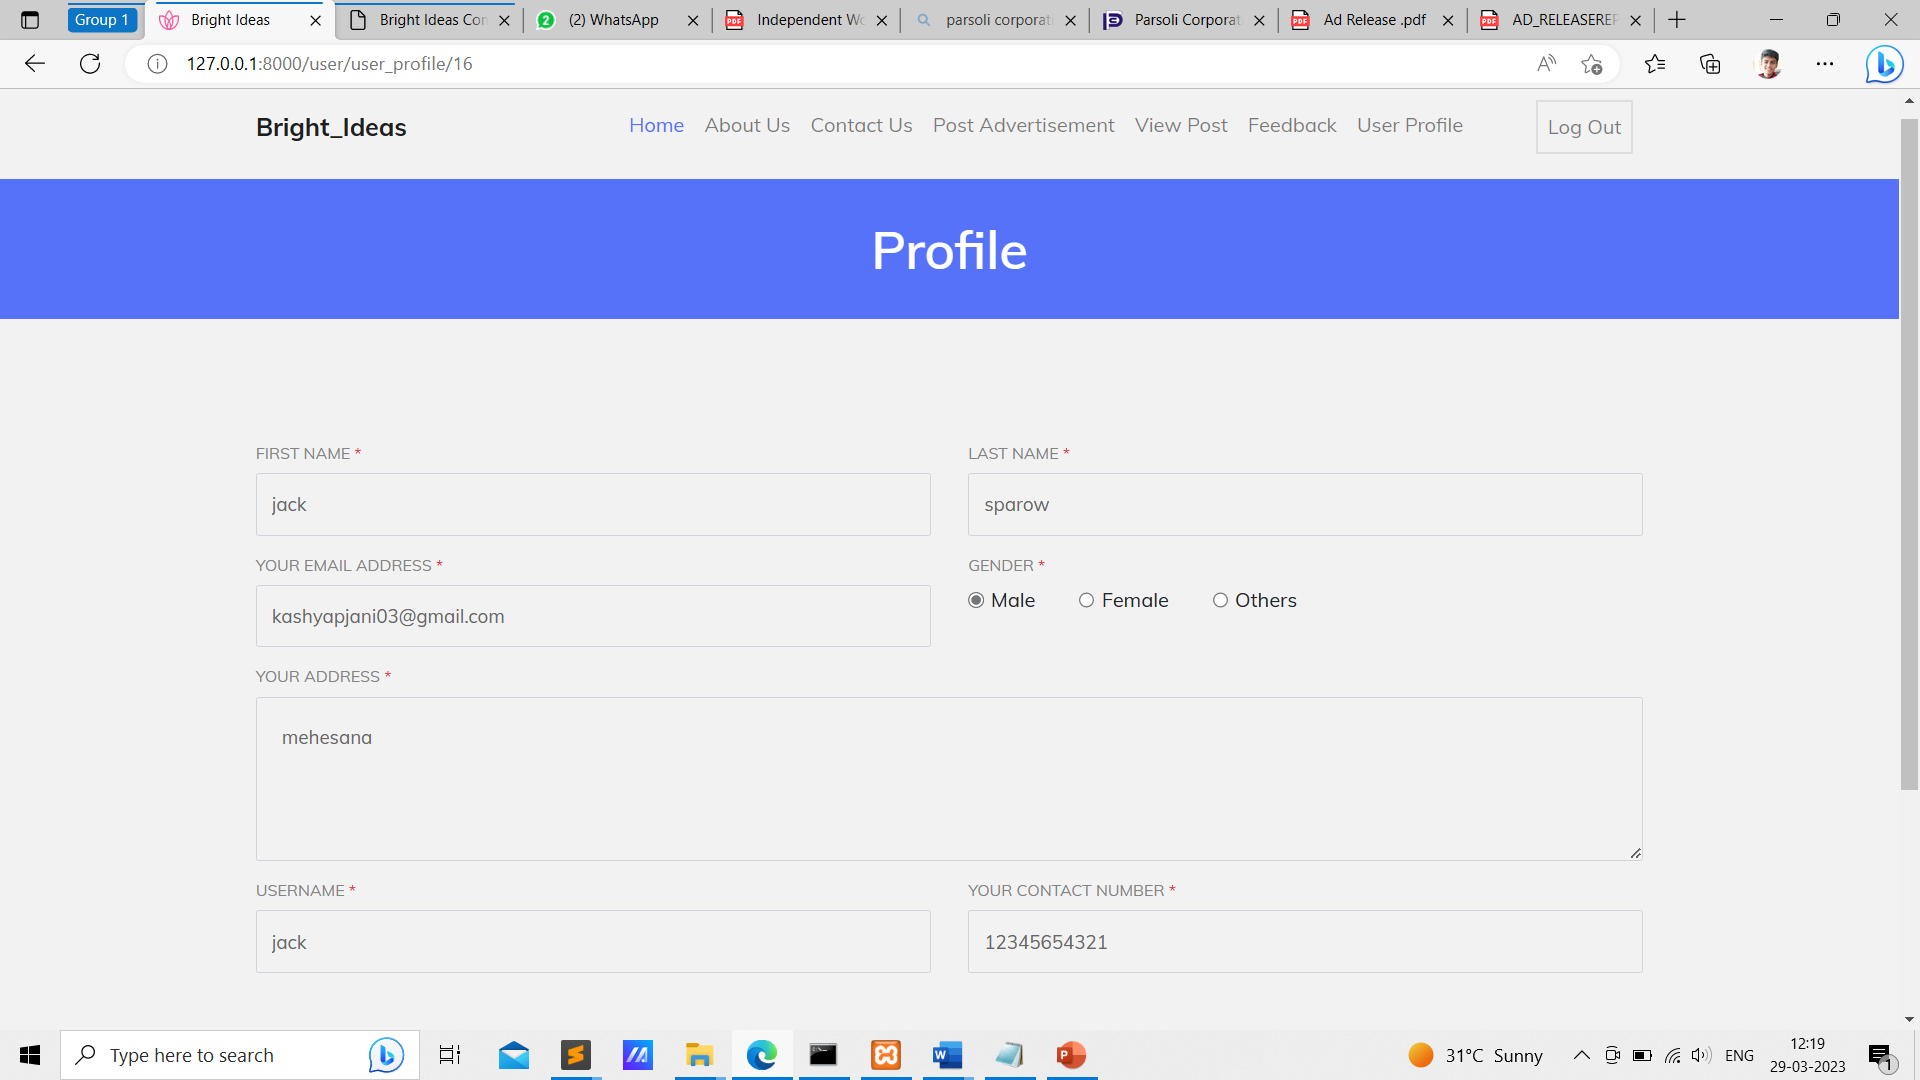 Group 1
Bright Ideas
Bright Ideas Con
(2) WhatsApp
Independent Wo
parsoli corporati
Parsoli Corporat
Ad Release .pdf
AD_RELEASEREP
127.0.0.1:8000/user/user_profile/16
Bright_Ideas
Home About Us Contact Us Post Advertisement View Post Feedback User Profile
Log Out
Profile
FIRST NAME *
LAST NAME *
jack
sparow
YOUR EMAIL ADDRESS *
GENDER *
kashyapjani03@gmail.com
Male Female Others
YOUR ADDRESS *
mehesana
USERNAME *
YOUR CONTACT NUMBER *
jack
12345654321
Type here to search
31°C Sunny
ENG
12:19
29-03-2023
1